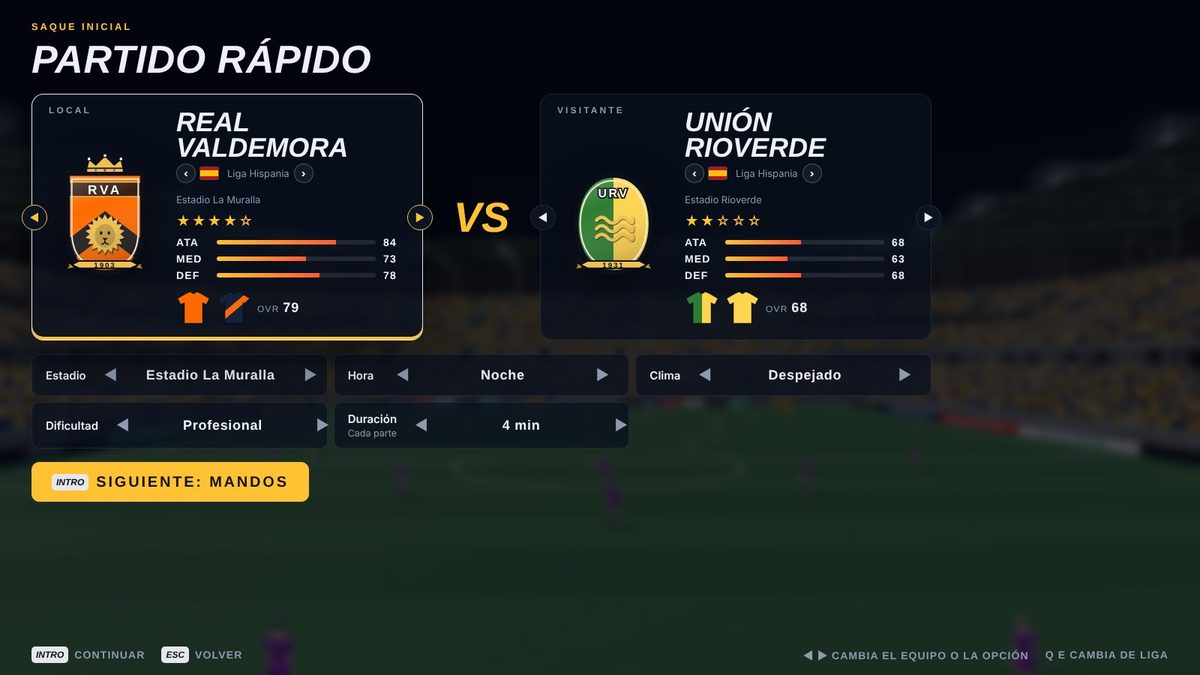 SAQUE INICIAL
PARTIDO RÁPIDO
LOCAL
RVA
1903
REAL
VALDEMORA
Liga Hispania
Estadio La Muralla
ATA 84
MED 73
DEF 78
OVR 79
VS
VISITANTE
URV
1931
UNIÓN
RIOVERDE
Liga Hispania
Estadio Rioverde
ATA 68
MED 63
DEF 68
OVR 68
Estadio Estadio La Muralla
Hora Noche
Clima Despejado
Dificultad Profesional
Duración
Cada parte
4 min
INTRO SIGUIENTE: MANDOS
INTRO CONTINUAR ESC VOLVER
CAMBIA EL EQUIPO O LA OPCIÓN Q E CAMBIA DE LIGA